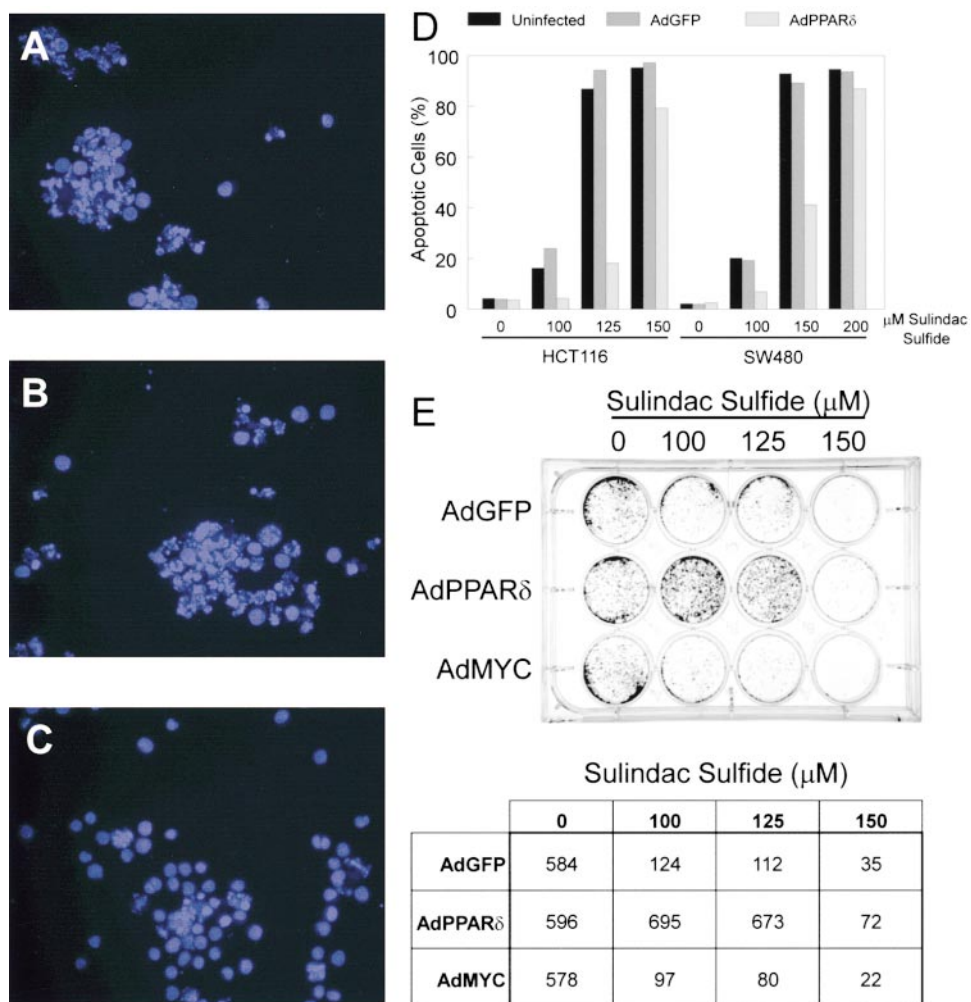 A
B
C
D
Uninfected AdGFP AdPPARδ
Apoptotic Cells (%)
100
80
60
40
20
0
0 100 125 150 0 100 150 200 μM Sulindac
Sulfide
HCT116 SW480
E
Sulindac Sulfide (μM)
0 100 125 150
AdGFP
AdPPARδ
AdMYC
Sulindac Sulfide (μM)
0 100 125 150
AdGFP 584 124 112 35
AdPPARδ 596 695 673 72
AdMYC 578 97 80 22